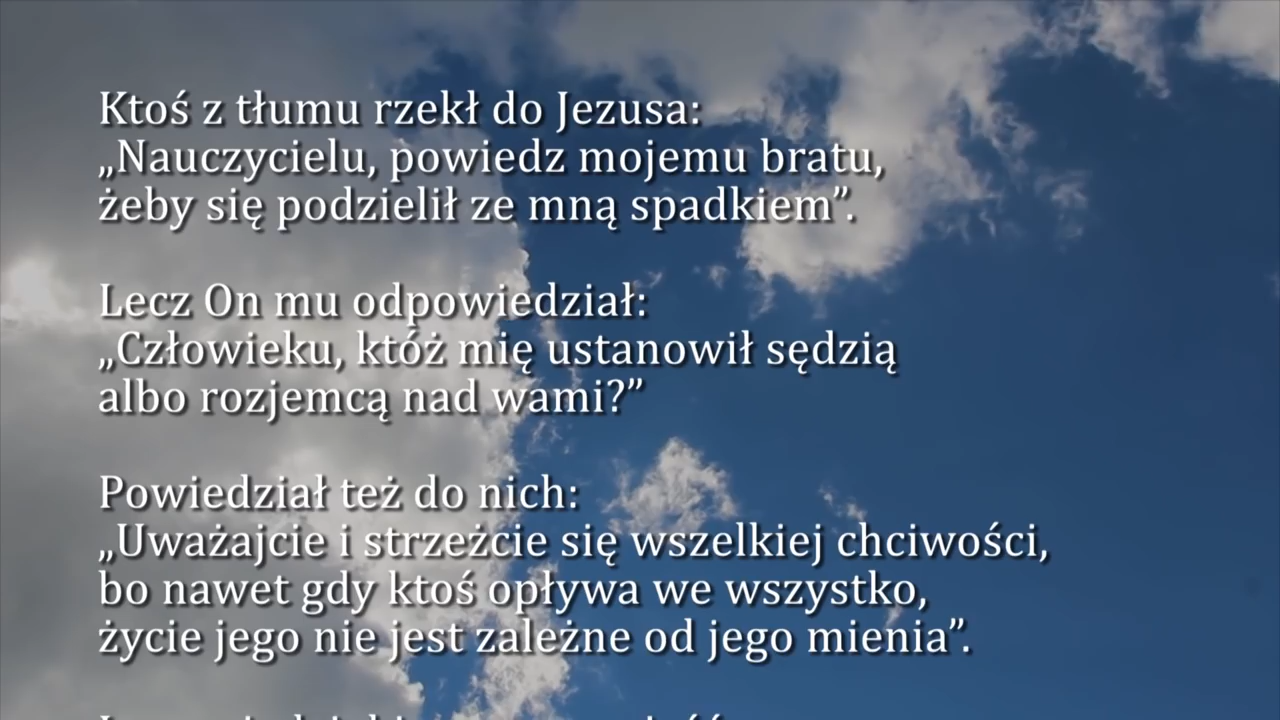 Ktoś z tłumu rzekł do Jezusa:
„Nauczycielu, powiedz mojemu bratu,
żeby się podzielił ze mną spadkiem”.
Lecz On mu odpowiedział:
„Człowieku, któż mię ustanowił sędzią
albo rozjemcą nad wami?”
Powiedział też do nich:
„Uważajcie i strzeżcie się wszelkiej chciwości,
bo nawet gdy ktoś opływa we wszystko,
życie jego nie jest zależne od jego mienia”.